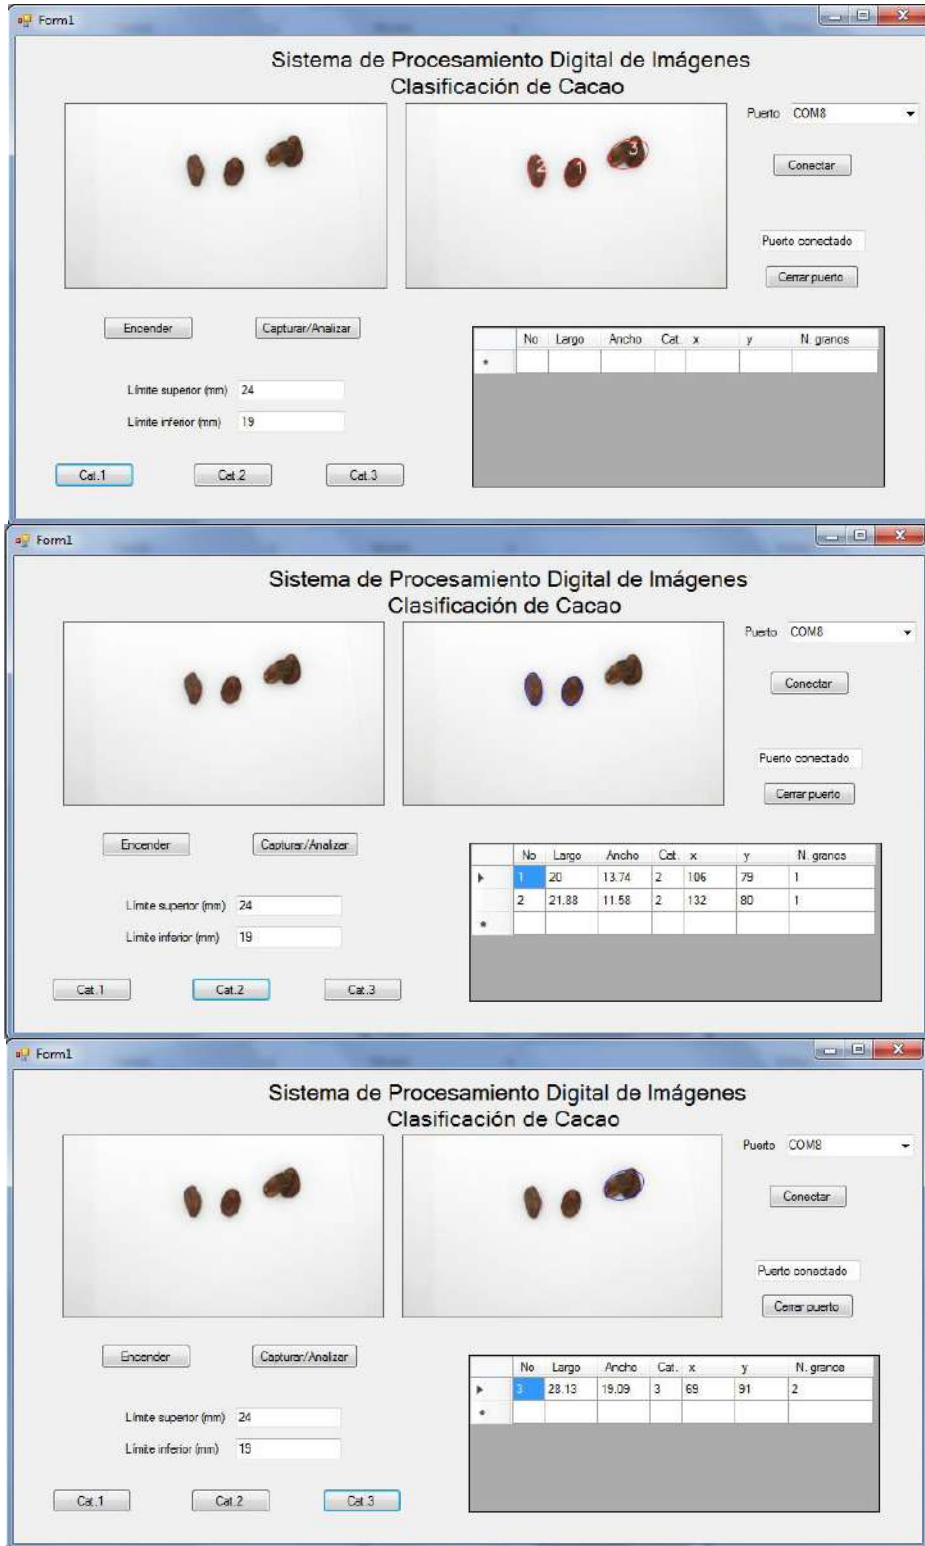 Form1
Sistema de Procesamiento Digital de Imágenes
Clasificación de Cacao
Puerto COM8
2 1 3
Conectar
Puerto conectado
Cerrar puerto
Encender Capturar/Analizar
No Largo Ancho Cat. x y N. granos
*
Límite superior (mm) 24
Límite inferior (mm) 19
Cat.1 Cat.2 Cat.3
Form1
Sistema de Procesamiento Digital de Imágenes
Clasificación de Cacao
Puerto COM8
Conectar
Puerto conectado
Cerrar puerto
Encender Capturar/Analizar
No Largo Ancho Cat. x y N. granos
1 20 13.74 2 106 79 1
2 21.88 11.58 2 132 80 1
*
Límite superior (mm) 24
Límite inferior (mm) 19
Cat.1 Cat.2 Cat.3
Form1
Sistema de Procesamiento Digital de Imágenes
Clasificación de Cacao
Puerto COM8
Conectar
Puerto conectado
Cerrar puerto
Encender Capturar/Analizar
No Largo Ancho Cat. x y N. granos
3 28.13 19.09 3 69 91 2
*
Límite superior (mm) 24
Límite inferior (mm) 19
Cat.1 Cat.2 Cat.3